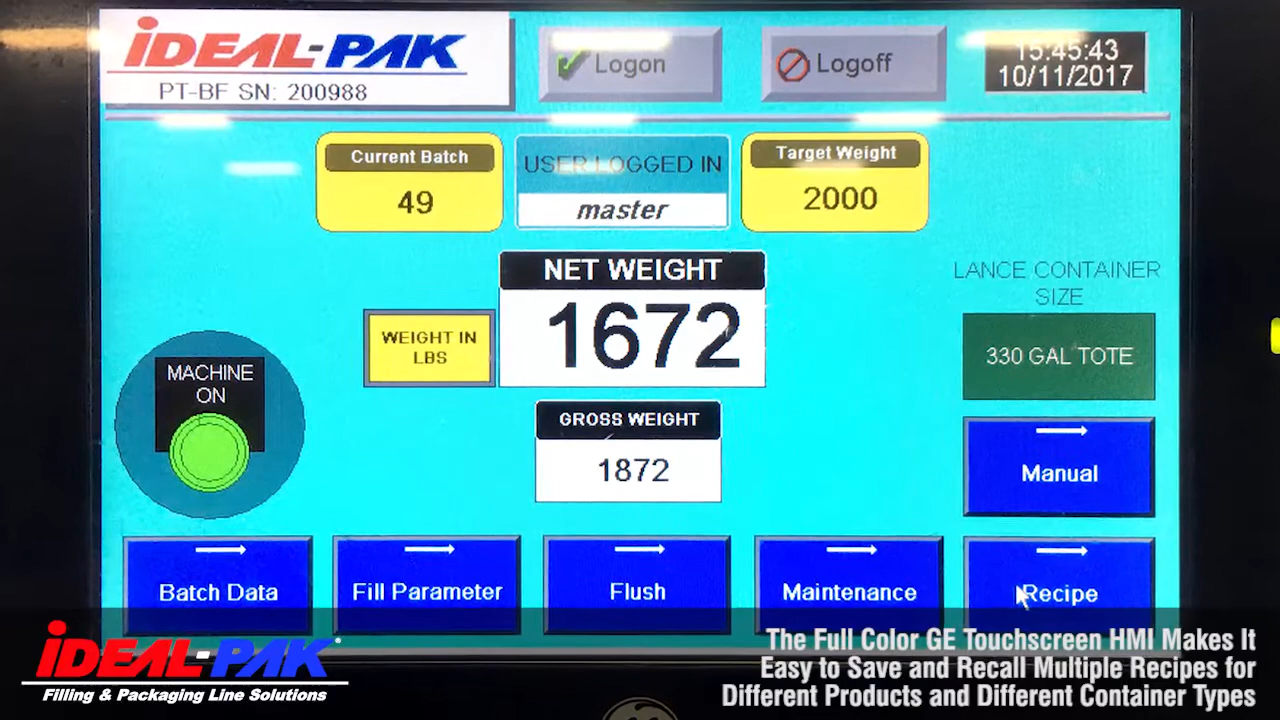 iDEAL-PAK
PT-BF SN: 200988
Logon
Logoff
15:45:43
10/11/2017
Current Batch
49
USER LOGGED IN
master
Target Weight
2000
NET WEIGHT
1672
WEIGHT IN
LBS
GROSS WEIGHT
1872
LANCE CONTAINER
SIZE
330 GAL TOTE
MACHINE
ON
Manual
Batch Data
Fill Parameter
Flush
Maintenance
Recipe
iDEAL-PAK®
Filling & Packaging Line Solutions
The Full Color GE Touchscreen HMI Makes It
Easy to Save and Recall Multiple Recipes for
Different Products and Different Container Types